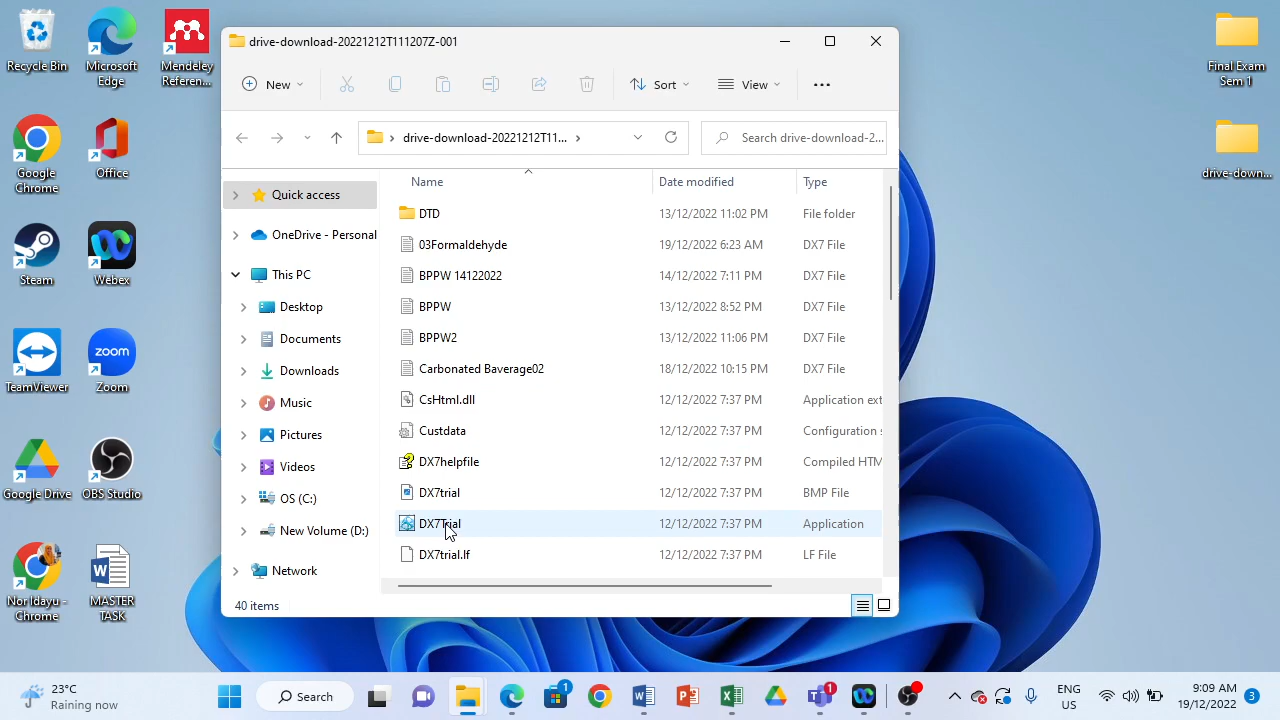 Recycle Bin
Microsoft
Edge
Mendeley
Referen...
Google
Chrome
Office
Steam
Webex
TeamViewer
Zoom
zoom
Google Drive
OBS Studio
Nor Idayu -
Chrome
MASTER
TASK
Final Exam
Sem 1
drive-down...
drive-download-20221212T111207Z-001
New
Sort
View
drive-download-20221212T11...
Search drive-download-2...
Quick access
OneDrive - Personal
This PC
Desktop
Documents
Downloads
Music
Pictures
Videos
OS (C:)
New Volume (D:)
Network
Name Date modified Type
DTD 13/12/2022 11:02 PM File folder
03Formaldehyde 19/12/2022 6:23 AM DX7 File
BPPW 14122022 14/12/2022 7:11 PM DX7 File
BPPW 13/12/2022 8:52 PM DX7 File
BPPW2 13/12/2022 11:06 PM DX7 File
Carbonated Baverage02 18/12/2022 10:15 PM DX7 File
CsHtml.dll 12/12/2022 7:37 PM Application ext
Custdata 12/12/2022 7:37 PM Configuration s
DX7helpfile 12/12/2022 7:37 PM Compiled HTM
DX7trial 12/12/2022 7:37 PM BMP File
DX7Trial 12/12/2022 7:37 PM Application
DX7trial.lf 12/12/2022 7:37 PM LF File
40 items
23°C
Raining now
Search
1
1
ENG
US
9:09 AM
19/12/2022
3